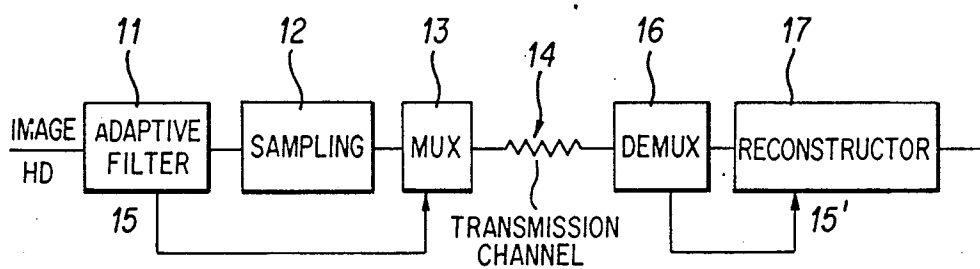 11
12
13
14
16
17
IMAGE
HD
ADAPTIVE
FILTER
SAMPLING
MUX
DEMUX
RECONSTRUCTOR
15
TRANSMISSION
CHANNEL
15'